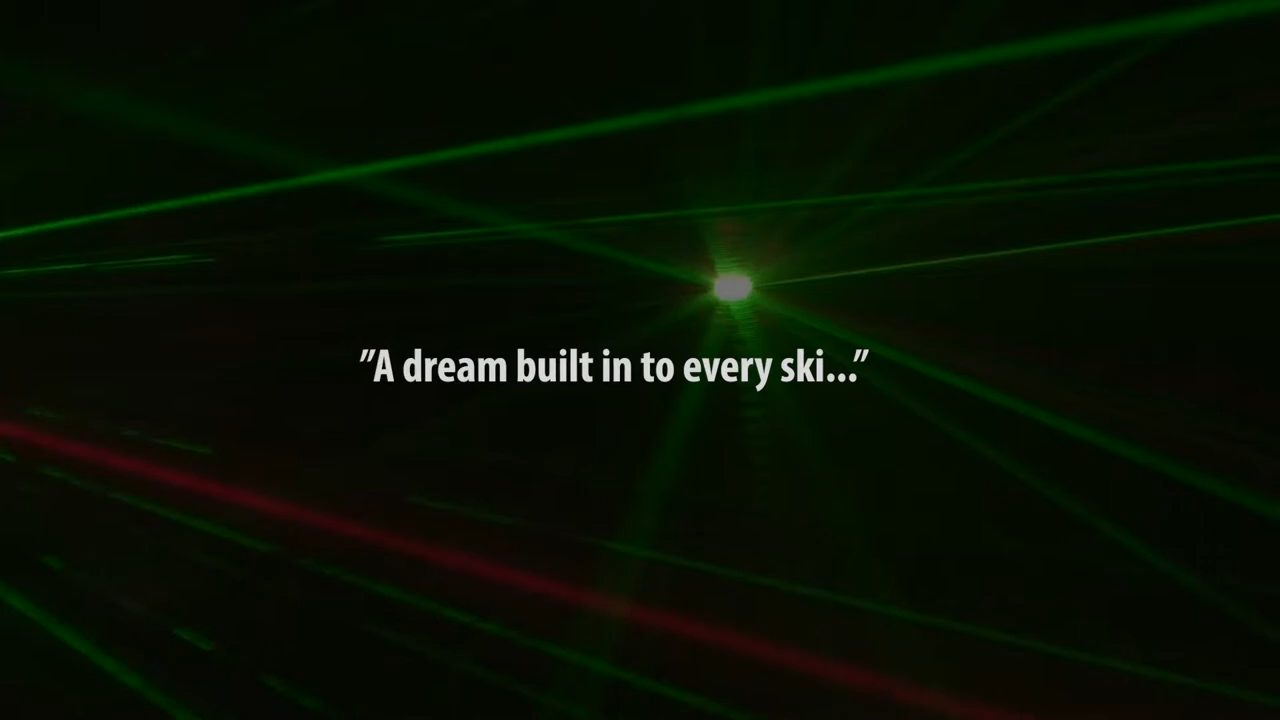 ”A dream built in to every ski...”